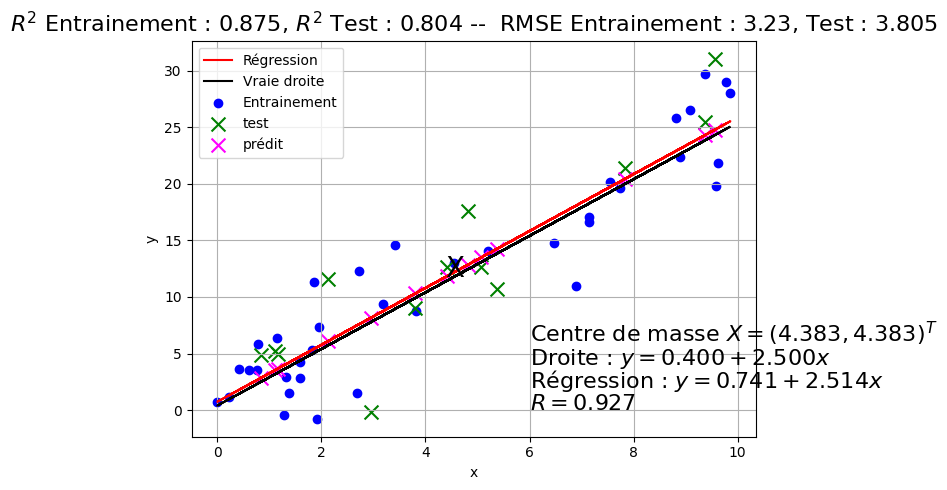 R² Entrainement : 0.875, R² Test : 0.804 -- RMSE Entrainement : 3.23, Test : 3.805
Régression
Vraie droite
Entrainement
test
prédit
30
25
20
15
10
5
0
y
X
Centre de masse X = (4.383, 4.383)ᵀ
Droite : y = 0.400 + 2.500x
Régression : y = 0.741 + 2.514x
R = 0.927
0 2 4 6 8 10
x